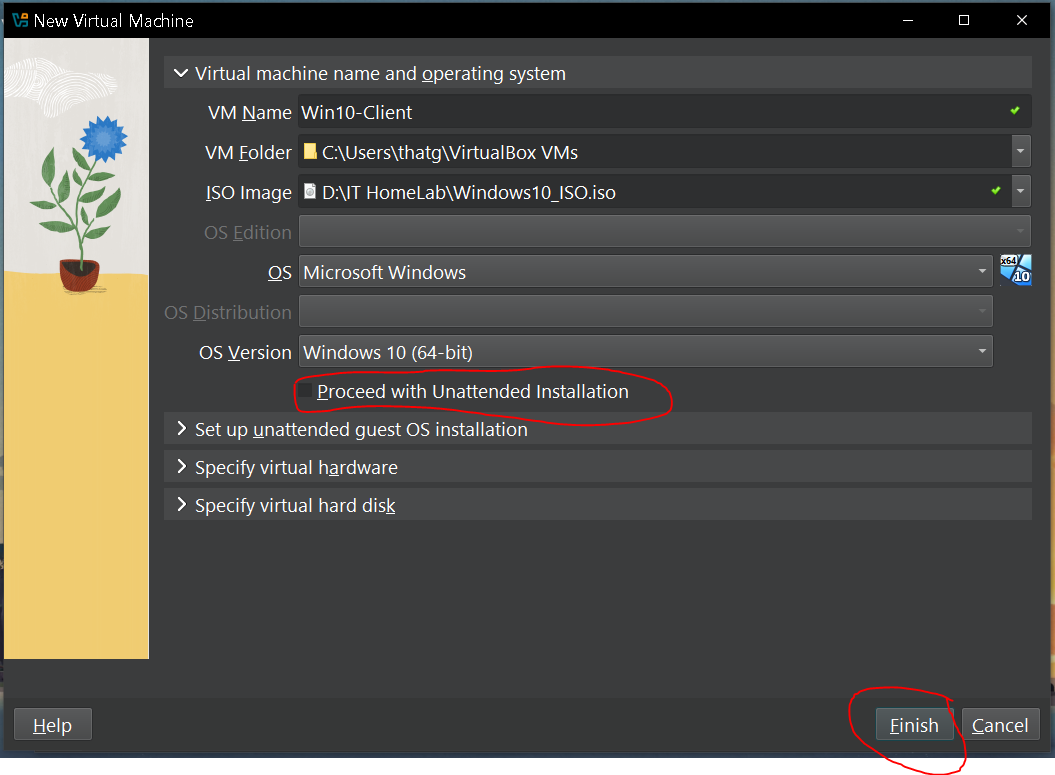 New Virtual Machine
Virtual machine name and operating system
VM Name Win10-Client
VM Folder C:\Users\thatg\VirtualBox VMs
ISO Image D:\IT HomeLab\Windows10_ISO.iso
OS Edition
OS Microsoft Windows x64 10
OS Distribution
OS Version Windows 10 (64-bit)
Proceed with Unattended Installation
Set up unattended guest OS installation
Specify virtual hardware
Specify virtual hard disk
Help Finish Cancel